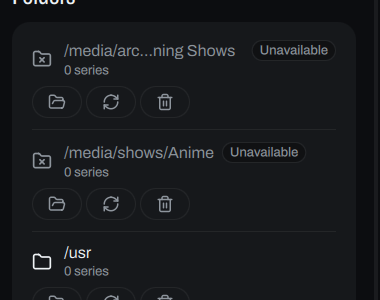 Folders
/media/arc...ning Shows Unavailable
0 series
/media/shows/Anime Unavailable
0 series
/usr
0 series